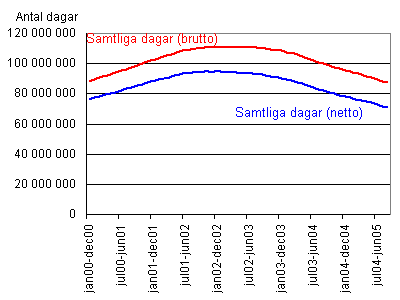 Antal dagar
120 000 000
Samtliga dagar (brutto)
100 000 000
80 000 000
Samtliga dagar (netto)
60 000 000
40 000 000
20 000 000
0
jan00-dec00
jul00-jun01
jan01-dec01
jul01-jun02
jan02-dec02
jul02-jun03
jan03-dec03
jul03-jun04
jan04-dec04
jul04-jun05